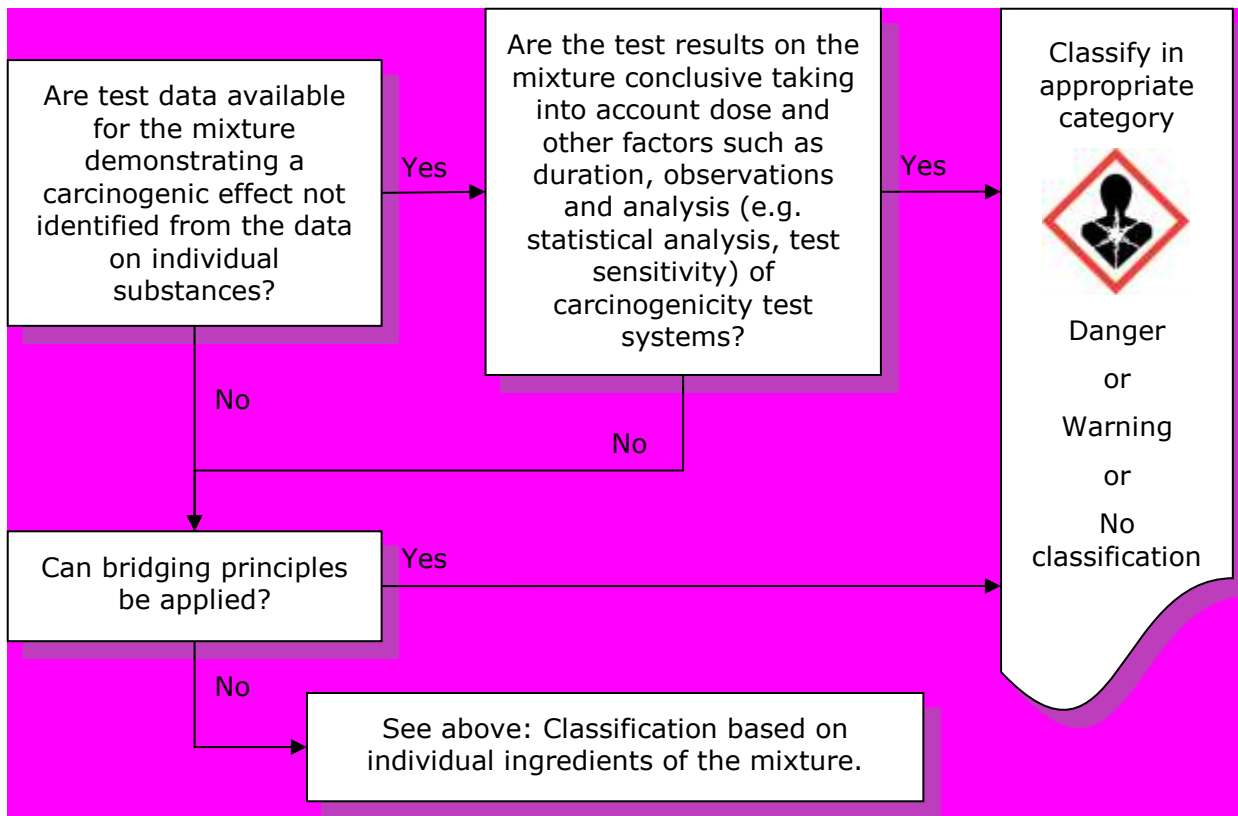 Are test data available
for the mixture
demonstrating a
carcinogenic effect not
identified from the data
on individual
substances?
Yes
Are the test results on the
mixture conclusive taking
into account dose and
other factors such as
duration, observations
and analysis (e.g.
statistical analysis, test
sensitivity) of
carcinogenicity test
systems?
Yes
Classify in
appropriate
category
Danger
or
Warning
or
No
classification
No
No
Can bridging principles
be applied?
Yes
No
See above: Classification based on
individual ingredients of the mixture.